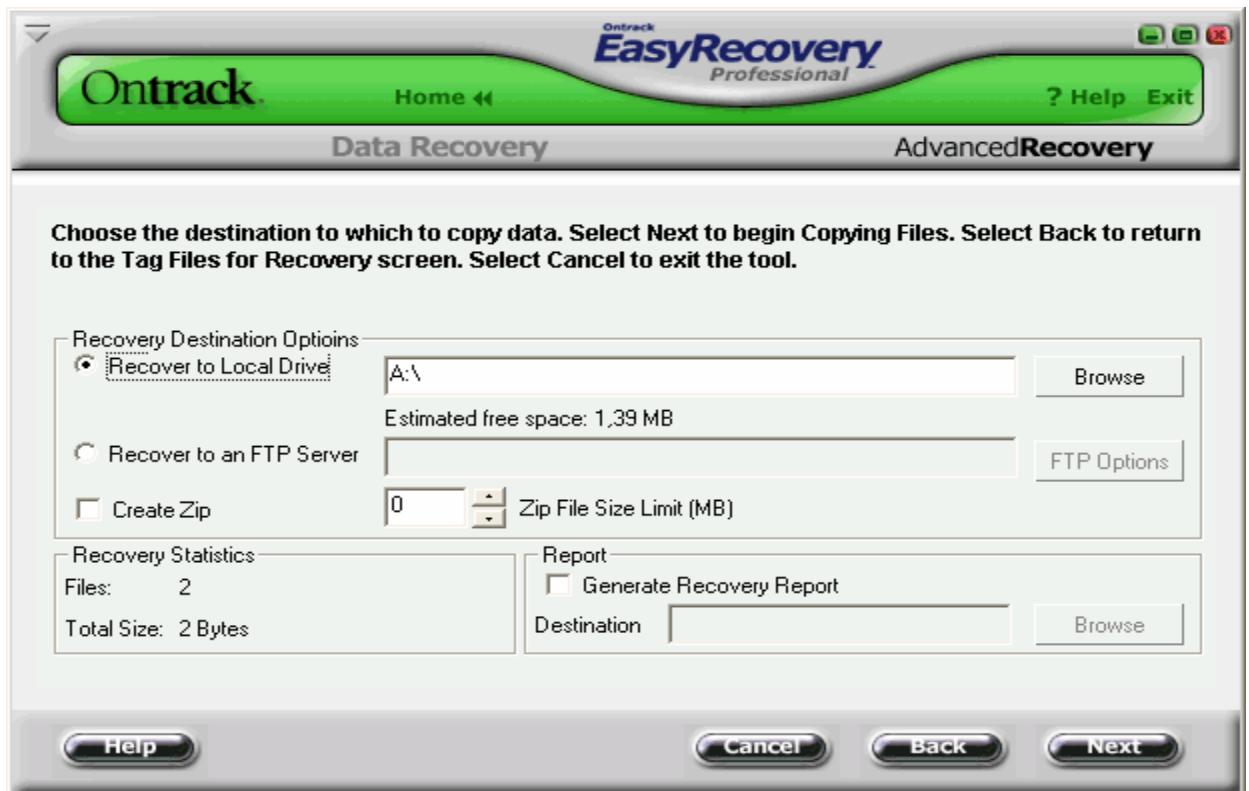 Ontrack
EasyRecovery
Professional
Ontrack.
Home
? Help Exit
Data Recovery
AdvancedRecovery
Choose the destination to which to copy data. Select Next to begin Copying Files. Select Back to return
to the Tag Files for Recovery screen. Select Cancel to exit the tool.
Recovery Destination Optioins
Recover to Local Drive
A:\
Browse
Estimated free space: 1,39 MB
Recover to an FTP Server
FTP Options
Create Zip
0
Zip File Size Limit (MB)
Recovery Statistics
Files: 2
Total Size: 2 Bytes
Report
Generate Recovery Report
Destination
Browse
Help
Cancel
Back
Next